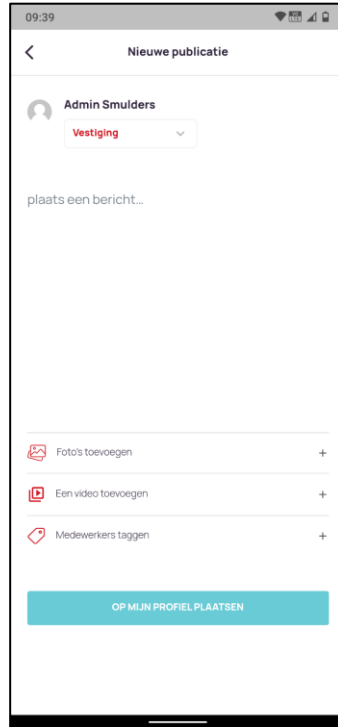 09:39
Nieuwe publicatie
Admin Smulders
Vestiging
plaats een bericht...
Foto's toevoegen
+
Een video toevoegen
+
Medewerkers taggen
+
OP MIJN PROFIEL PLAATSEN